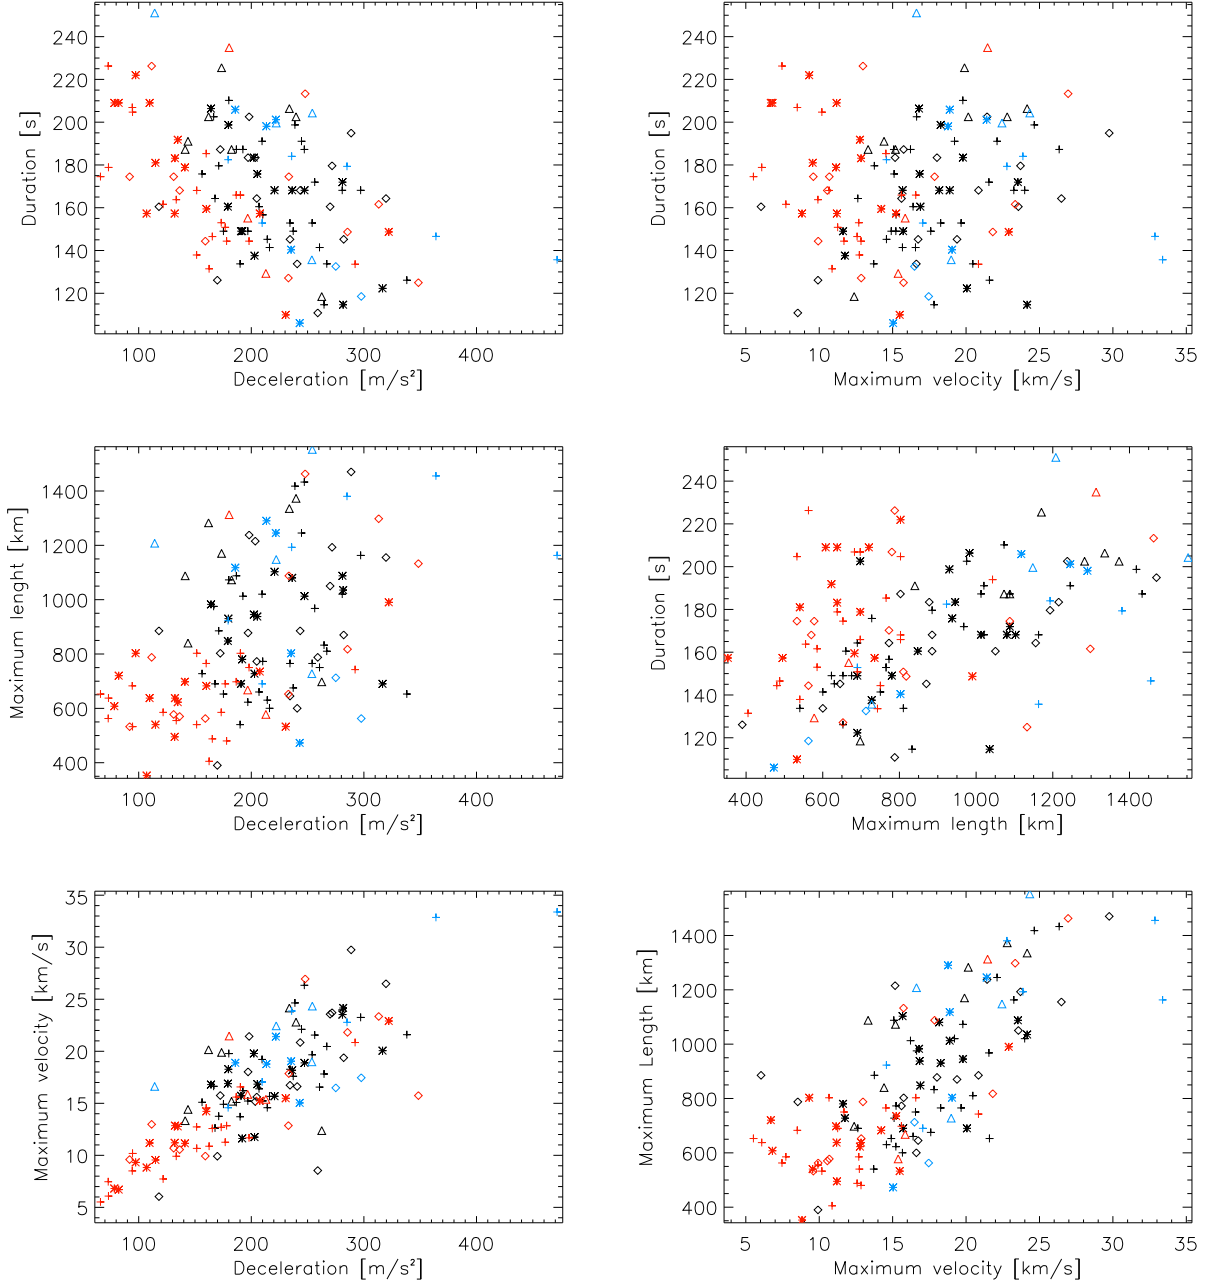 240
220
200
180
160
140
120
Duration [s]
100 200 300 400
Deceleration [m/s²]
240
220
200
180
160
140
120
Duration [s]
5 10 15 20 25 30 35
Maximum velocity [km/s]
1400
1200
1000
800
600
400
Maximum lenght [km]
100 200 300 400
Deceleration [m/s²]
240
220
200
180
160
140
120
Duration [s]
400 600 800 1000 1200 1400
Maximum length [km]
35
30
25
20
15
10
5
Maximum velocity [km/s]
100 200 300 400
Deceleration [m/s²]
1400
1200
1000
800
600
400
Maximum Length [km]
5 10 15 20 25 30 35
Maximum velocity [km/s]